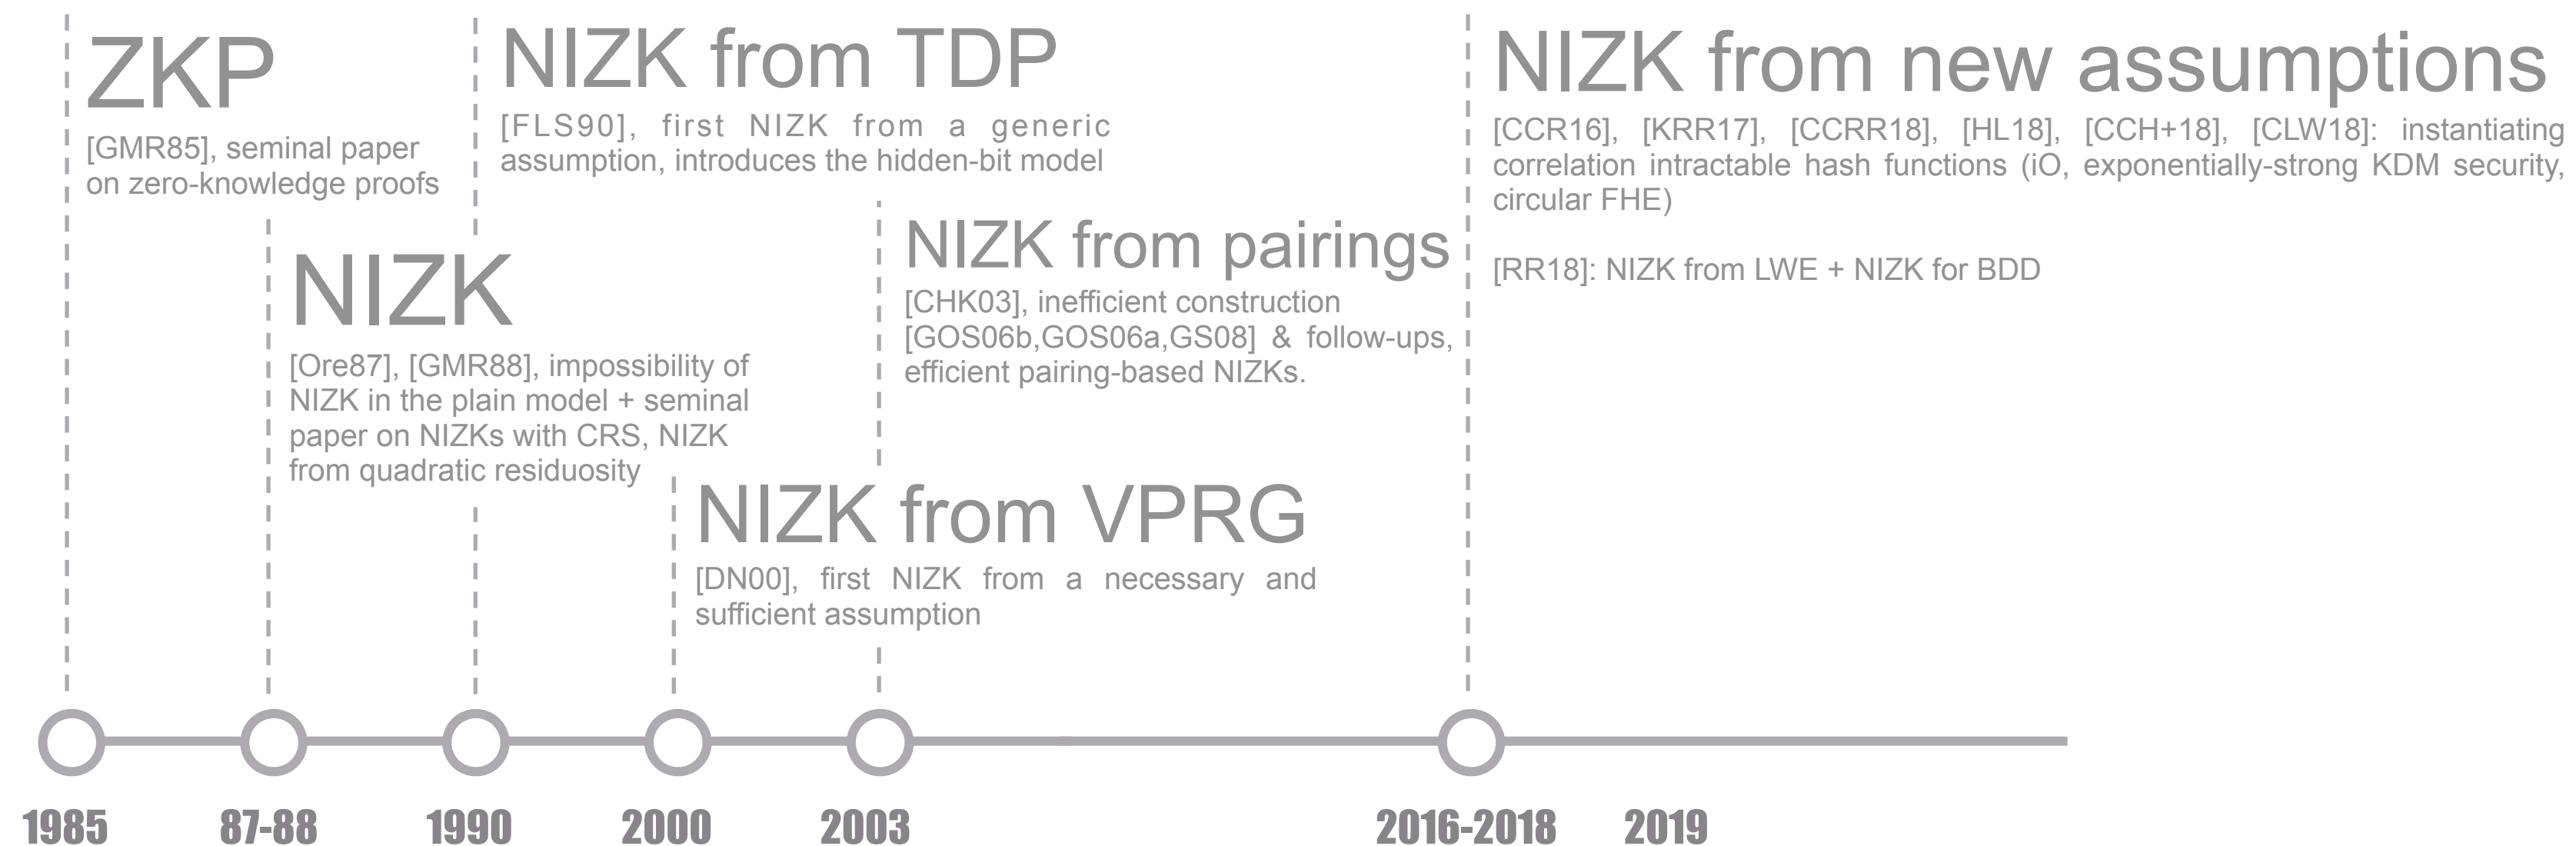 ZKP
[GMR85], seminal paper
on zero-knowledge proofs
NIZK
[Ore87], [GMR88], impossibility of
NIZK in the plain model + seminal
paper on NIZKs with CRS, NIZK
from quadratic residuosity
NIZK from TDP
[FLS90], first NIZK from a generic
assumption, introduces the hidden-bit model
NIZK from VPRG
[DN00], first NIZK from a necessary and
sufficient assumption
NIZK from pairings
[CHK03], inefficient construction
[GOS06b,GOS06a,GS08] & follow-ups,
efficient pairing-based NIZKs.
NIZK from new assumptions
[CCR16], [KRR17], [CCRR18], [HL18], [CCH+18], [CLW18]: instantiating
correlation intractable hash functions (iO, exponentially-strong KDM security,
circular FHE)
[RR18]: NIZK from LWE + NIZK for BDD
1985
87-88
1990
2000
2003
2016-2018
2019